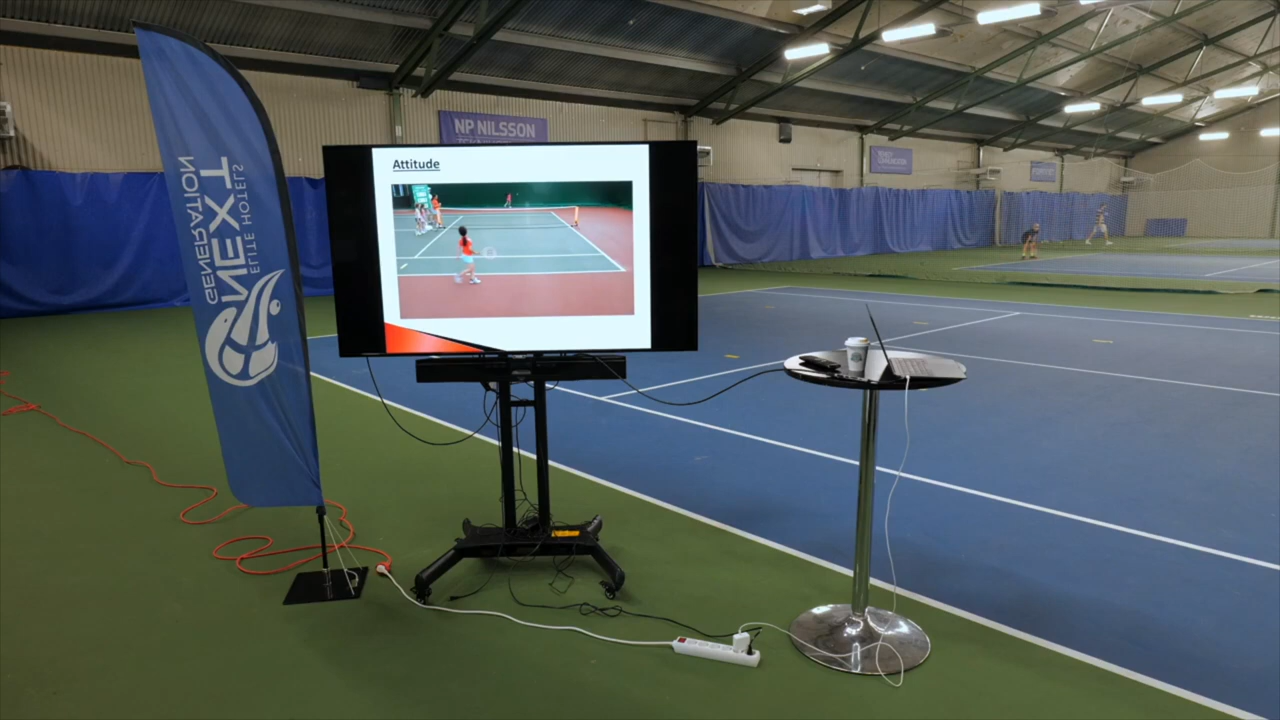 NP NILSSON
Attitude
GENERATION
NEXT
ELITE HOTELS